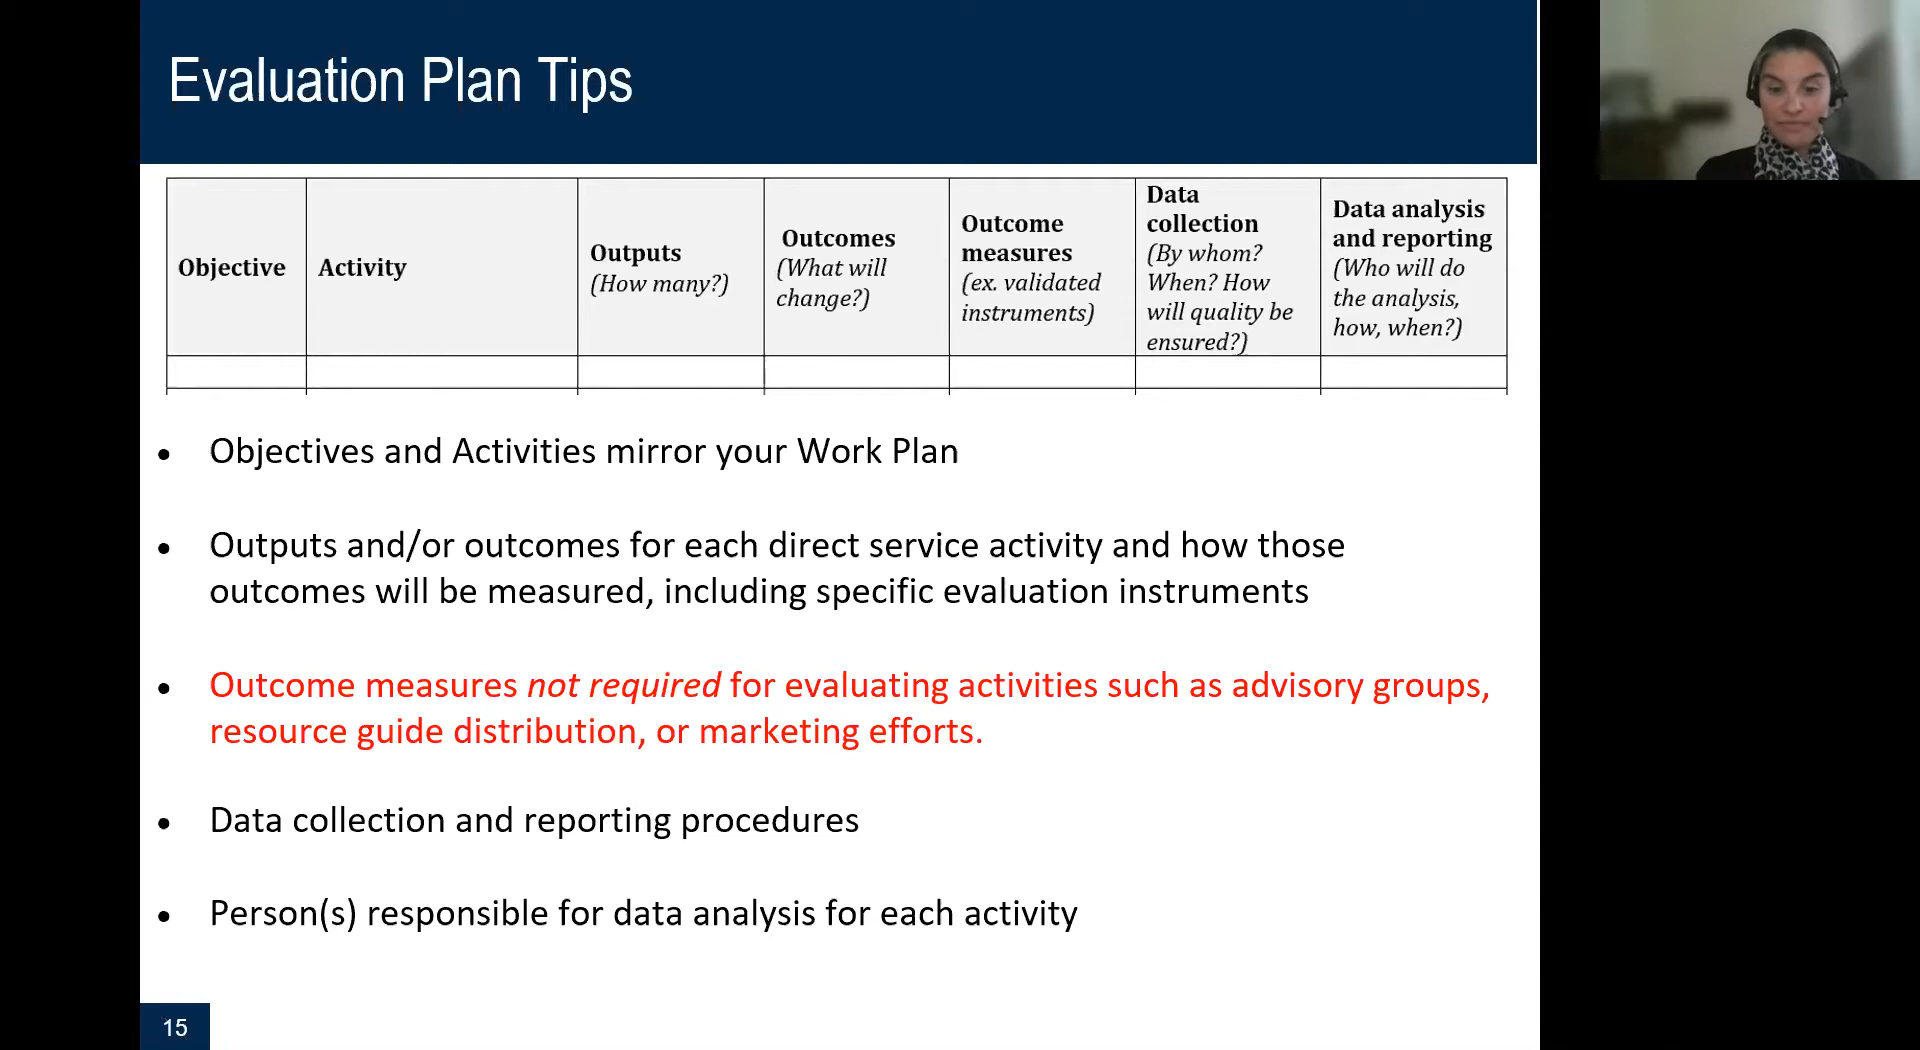 Evaluation Plan Tips
Objective
Activity
Outputs
(How many?)
Outcomes
(What will
change?)
Outcome
measures
(ex. validated
instruments)
Data
collection
(By whom?
When? How
will quality be
ensured?)
Data analysis
and reporting
(Who will do
the analysis,
how, when?)
• Objectives and Activities mirror your Work Plan
• Outputs and/or outcomes for each direct service activity and how those
outcomes will be measured, including specific evaluation instruments
• Outcome measures not required for evaluating activities such as advisory groups,
resource guide distribution, or marketing efforts.
• Data collection and reporting procedures
• Person(s) responsible for data analysis for each activity
15